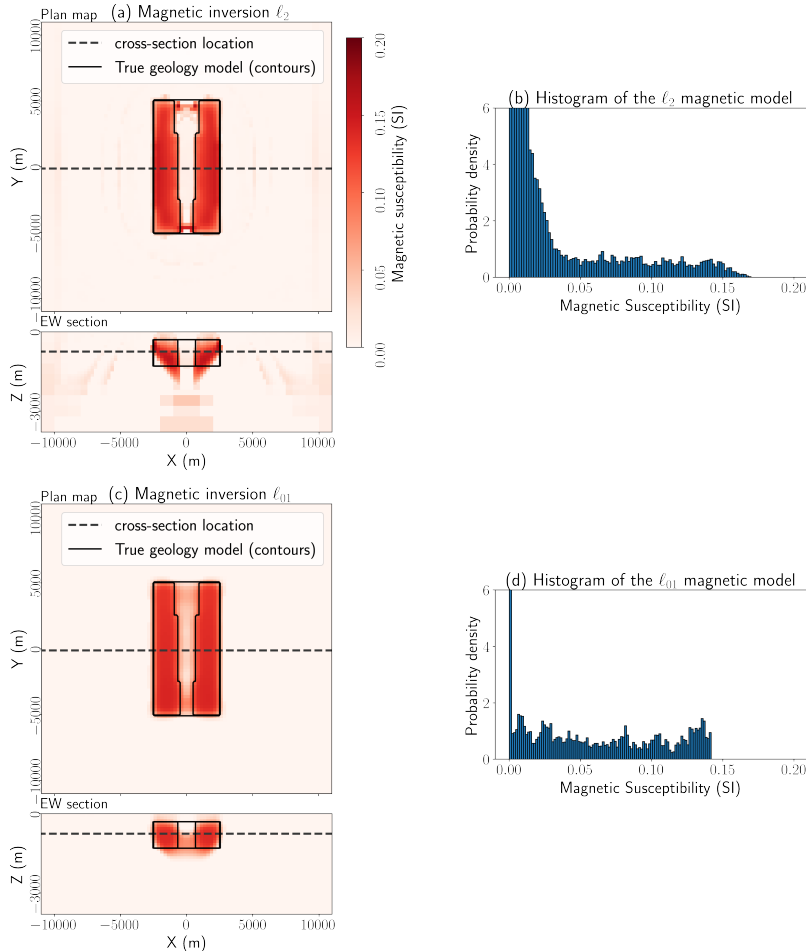 Plan map (a) Magnetic inversion ℓ₂
cross-section location
True geology model (contours)
10000
5000
0
−5000
−10000
Y (m)
0.20
0.15
0.10
0.05
0.00
Magnetic susceptibility (SI)
EW section
0
−3000
Z (m)
−10000 −5000 0 5000 10000
X (m)
(b) Histogram of the ℓ₂ magnetic model
6
4
2
0
Probability density
0.00 0.05 0.10 0.15 0.20
Magnetic Susceptibility (SI)
Plan map (c) Magnetic inversion ℓ₀₁
cross-section location
True geology model (contours)
10000
5000
0
−5000
−10000
Y (m)
EW section
0
−3000
Z (m)
−10000 −5000 0 5000 10000
X (m)
(d) Histogram of the ℓ₀₁ magnetic model
6
4
2
0
Probability density
0.00 0.05 0.10 0.15 0.20
Magnetic Susceptibility (SI)